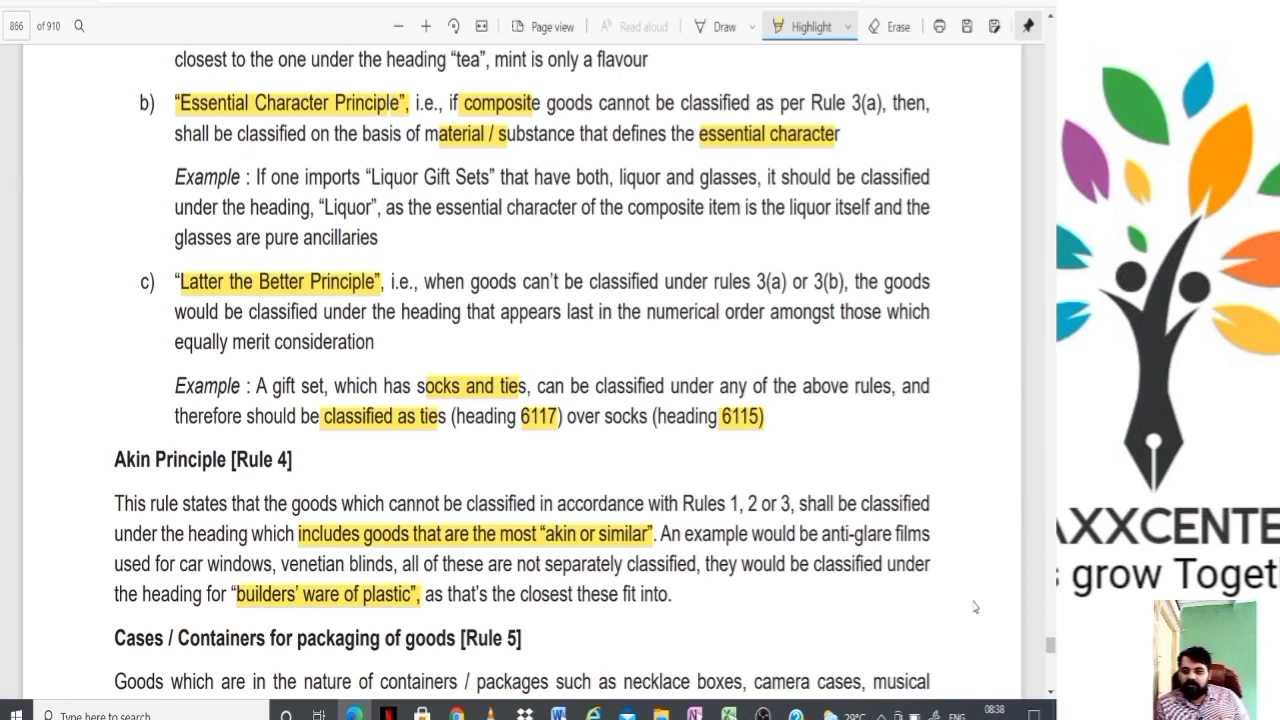 866 of 910 Page view Read aloud Draw Highlight Erase
closest to the one under the heading “tea”, mint is only a flavour
b) “Essential Character Principle”, i.e., if composite goods cannot be classified as per Rule 3(a), then,
shall be classified on the basis of material / substance that defines the essential character
Example : If one imports “Liquor Gift Sets” that have both, liquor and glasses, it should be classified
under the heading, “Liquor”, as the essential character of the composite item is the liquor itself and the
glasses are pure ancillaries
c) “Latter the Better Principle”, i.e., when goods can’t be classified under rules 3(a) or 3(b), the goods
would be classified under the heading that appears last in the numerical order amongst those which
equally merit consideration
Example : A gift set, which has socks and ties, can be classified under any of the above rules, and
therefore should be classified as ties (heading 6117) over socks (heading 6115)
Akin Principle [Rule 4]
This rule states that the goods which cannot be classified in accordance with Rules 1, 2 or 3, shall be classified
under the heading which includes goods that are the most “akin or similar”. An example would be anti-glare films
used for car windows, venetian blinds, all of these are not separately classified, they would be classified under
the heading for “builders’ ware of plastic”, as that’s the closest these fit into.
Cases / Containers for packaging of goods [Rule 5]
Goods which are in the nature of containers / packages such as necklace boxes, camera cases, musical
AXXCENTE
s grow Togeth
Type here to search 29°C ENG 08:38